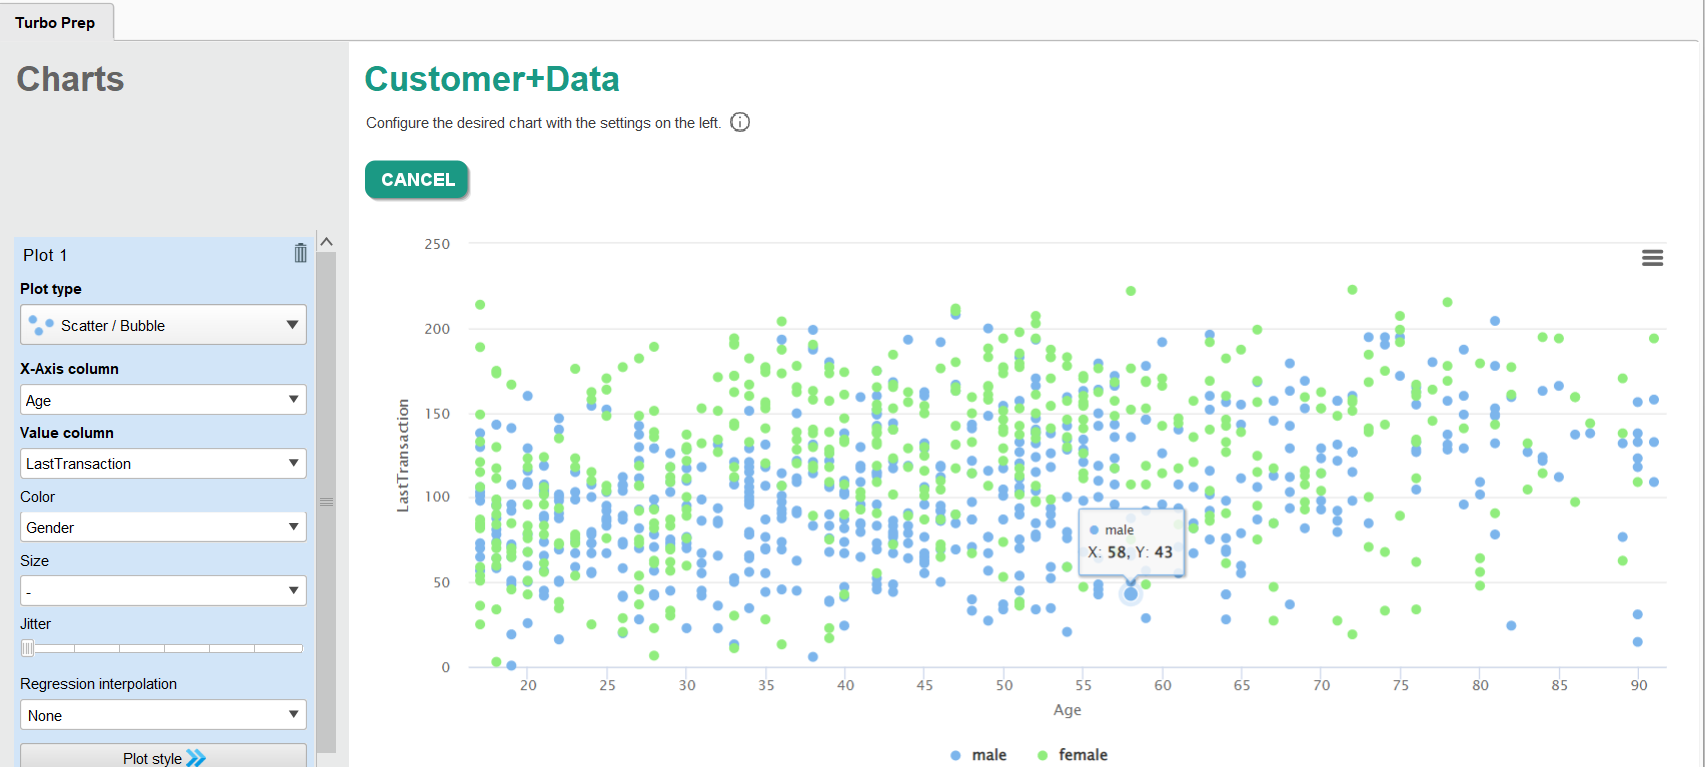 Turbo Prep
Charts
Customer+Data
Configure the desired chart with the settings on the left.
CANCEL
Plot 1
Plot type
Scatter / Bubble
X-Axis column
Age
Value column
LastTransaction
Color
Gender
Size
-
Jitter
Regression interpolation
None
Plot style
250
200
150
100
50
0
LastTransaction
male
X: 58, Y: 43
20 25 30 35 40 45 50 55 60 65 70 75 80 85 90
Age
male female